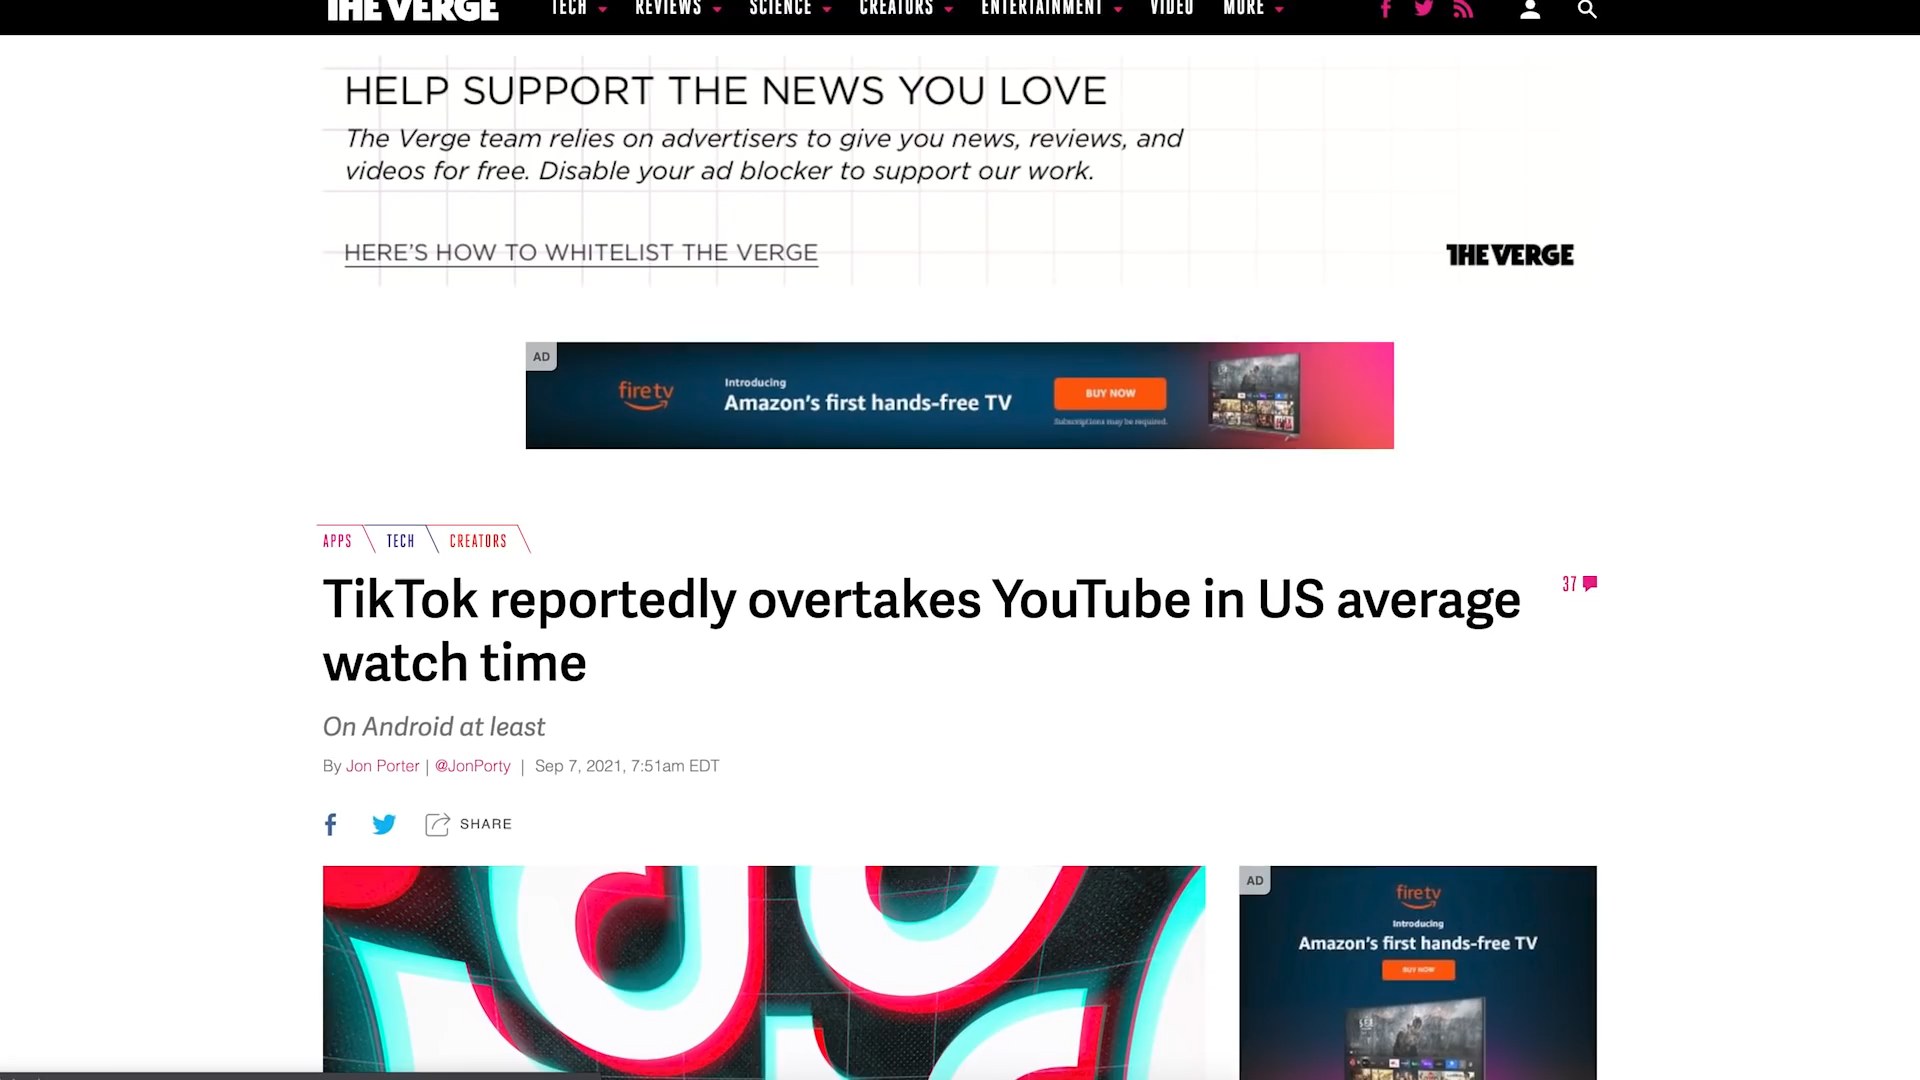 THE VERGE TECH REVIEWS SCIENCE CREATORS ENTERTAINMENT VIDEO MORE
HELP SUPPORT THE NEWS YOU LOVE
The Verge team relies on advertisers to give you news, reviews, and
videos for free. Disable your ad blocker to support our work.
HERE'S HOW TO WHITELIST THE VERGE
THE VERGE
AD
fire tv
Introducing
Amazon's first hands-free TV
BUY NOW
Subscriptions may be required.
APPS TECH CREATORS
TikTok reportedly overtakes YouTube in US average
watch time
37
On Android at least
By Jon Porter | @JonPorty | Sep 7, 2021, 7:51am EDT
SHARE
AD
fire tv
Introducing
Amazon's first hands-free TV
BUY NOW